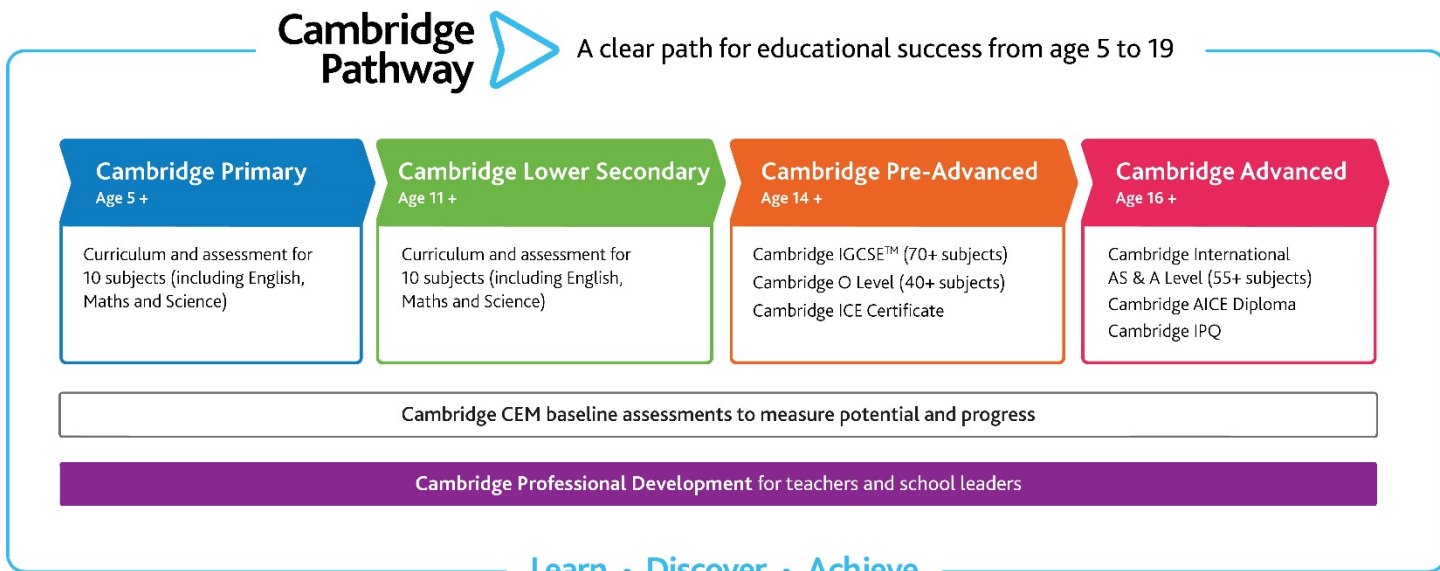 Cambridge
Pathway
A clear path for educational success from age 5 to 19
Cambridge Primary
Age 5 +
Curriculum and assessment for
10 subjects (including English,
Maths and Science)
Cambridge Lower Secondary
Age 11 +
Curriculum and assessment for
10 subjects (including English,
Maths and Science)
Cambridge Pre-Advanced
Age 14 +
Cambridge IGCSE™ (70+ subjects)
Cambridge O Level (40+ subjects)
Cambridge ICE Certificate
Cambridge Advanced
Age 16 +
Cambridge International
AS & A Level (55+ subjects)
Cambridge AICE Diploma
Cambridge IPQ
Cambridge CEM baseline assessments to measure potential and progress
Cambridge Professional Development for teachers and school leaders
Learn • Discover • Achieve